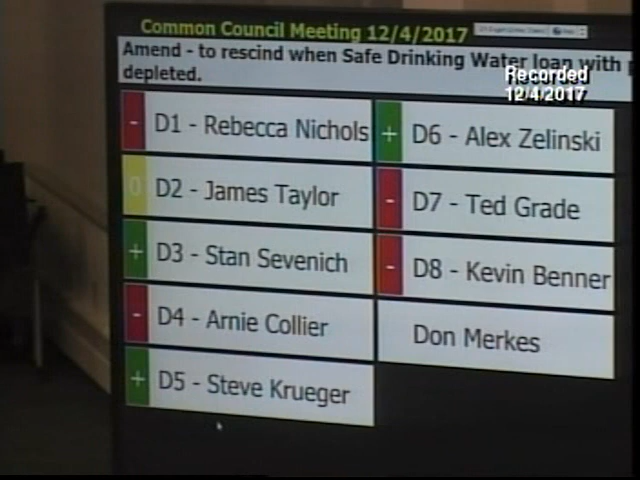 Common Council Meeting 12/4/2017
Amend - to rescind when Safe Drinking Water loan with
depleted.
Recorded
12/4/2017
- D1 - Rebecca Nichols
0 D2 - James Taylor
+ D3 - Stan Sevenich
- D4 - Arnie Collier
+ D5 - Steve Krueger
+ D6 - Alex Zelinski
- D7 - Ted Grade
- D8 - Kevin Benner
Don Merkes